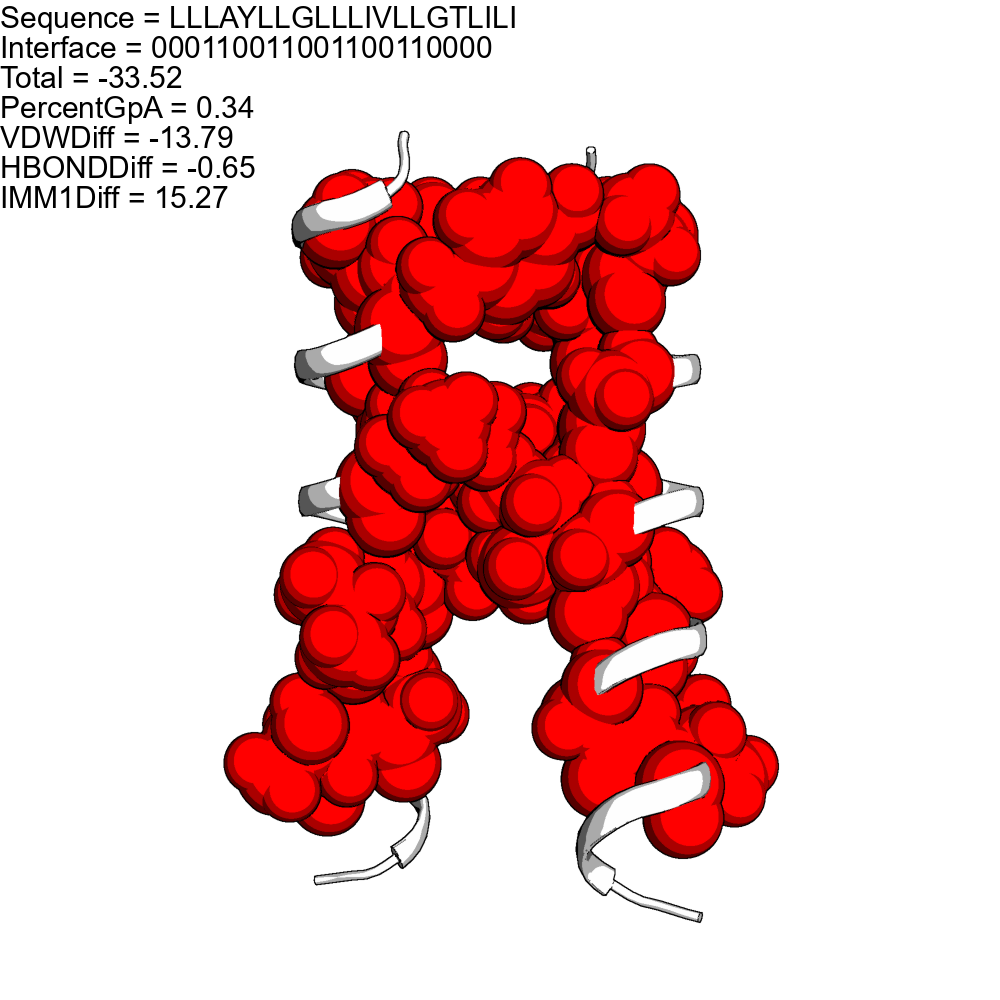 Sequence = LLLAYLLGLLLIVLLGTLILI
Interface = 000110011001100110000
Total = -33.52
PercentGpA = 0.34
VDWDiff = -13.79
HBONDDiff = -0.65
IMM1Diff = 15.27